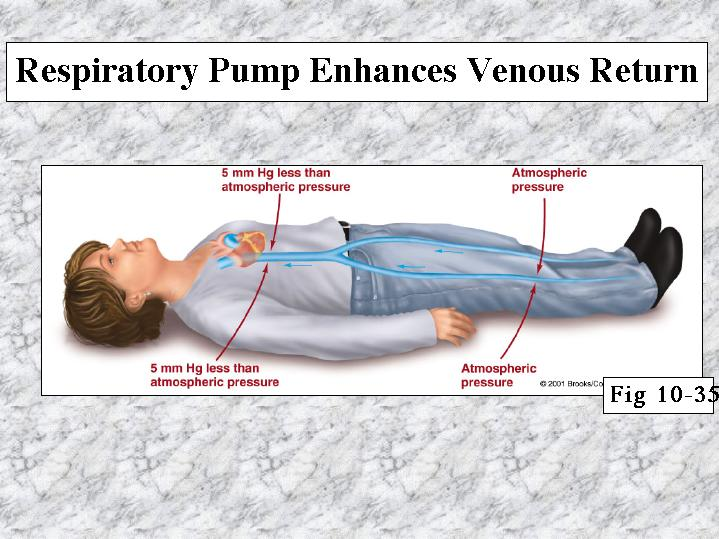 Respiratory Pump Enhances Venous Return
5 mm Hg less than
atmospheric pressure
Atmospheric
pressure
5 mm Hg less than
atmospheric pressure
Atmospheric
pressure
© 2001 Brooks/Co
Fig 10-35